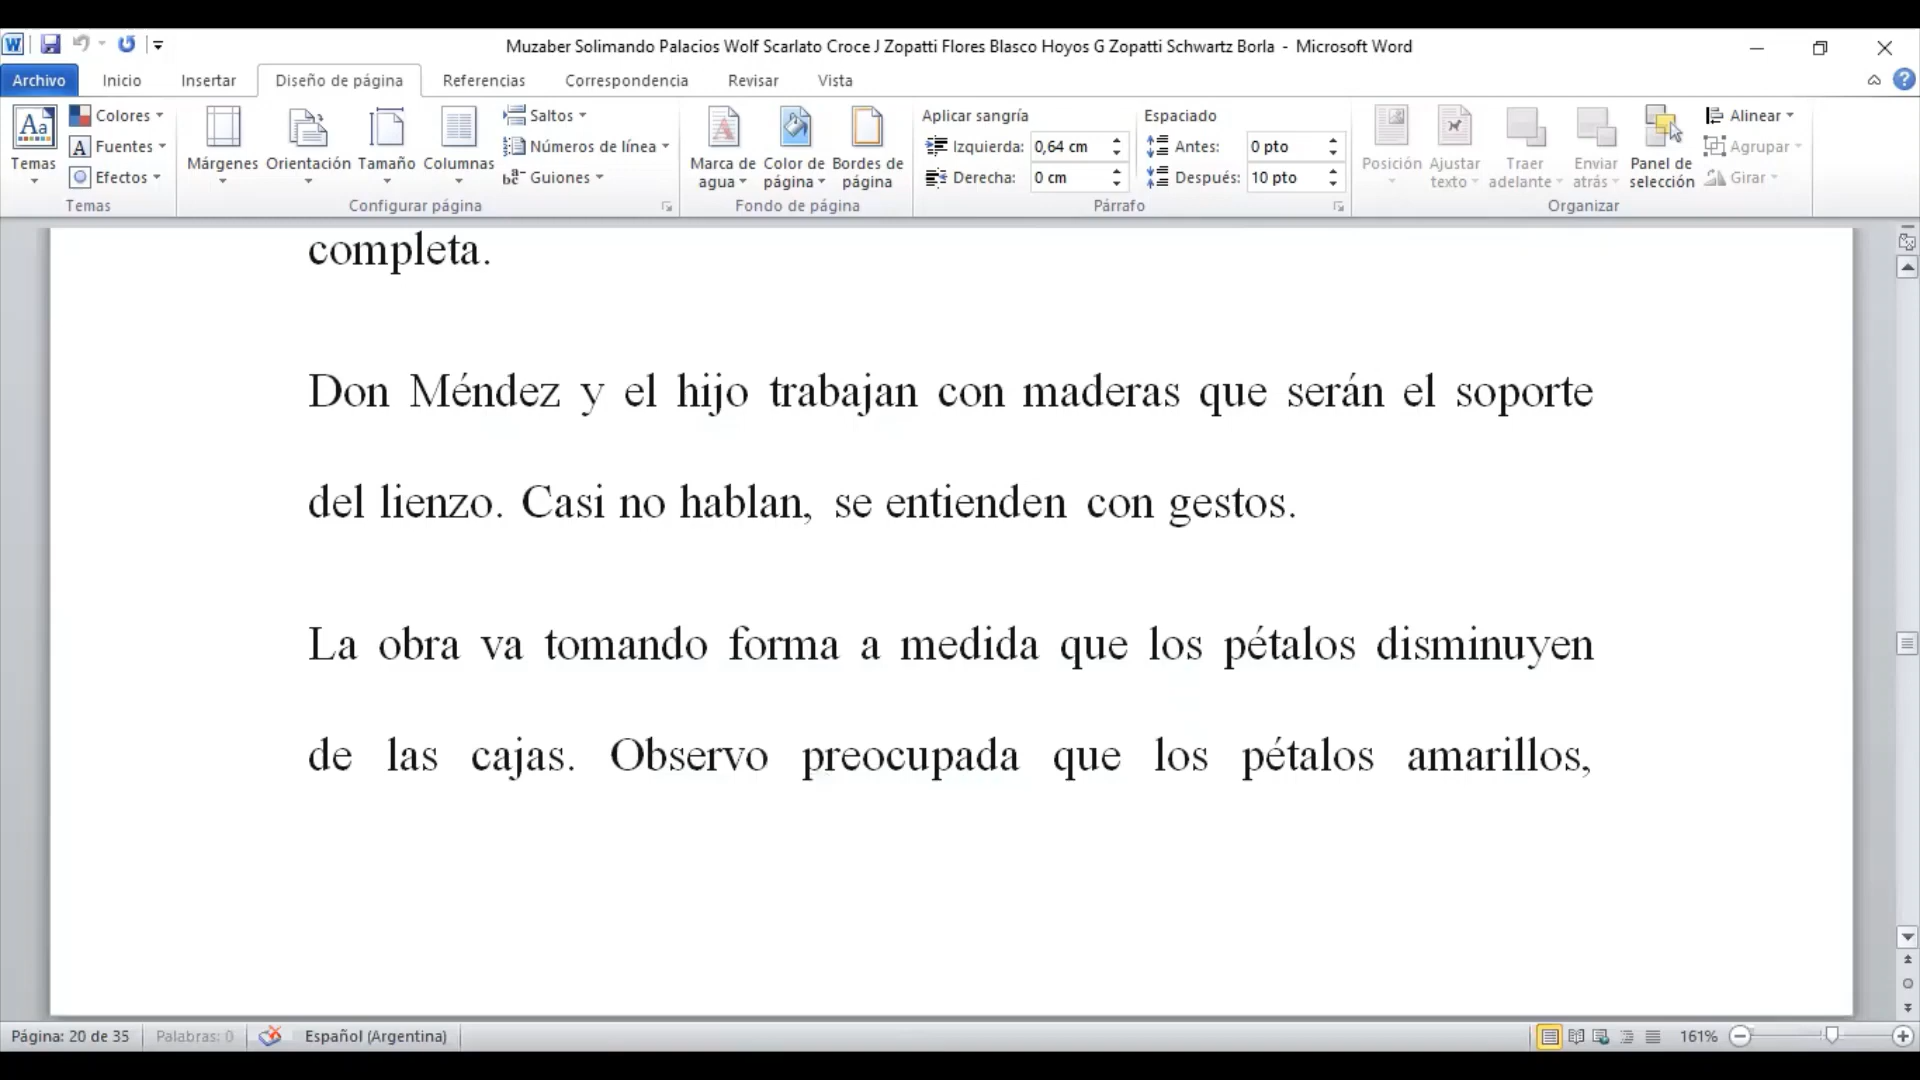 Muzaber Solimando Palacios Wolf Scarlato Croce J Zopatti Flores Blasco Hoyos G Zopatti Schwartz Borla - Microsoft Word
Archivo Inicio Insertar Diseño de página Referencias Correspondencia Revisar Vista
Temas
Colores
Fuentes
Efectos
Temas
Márgenes
Orientación
Tamaño
Columnas
Saltos
Números de línea
Guiones
Configurar página
Marca de agua
Color de página
Bordes de página
Fondo de página
Aplicar sangría
Izquierda: 0,64 cm
Derecha: 0 cm
Espaciado
Antes: 0 pto
Después: 10 pto
Párrafo
Posición
Ajustar texto
Traer adelante
Enviar atrás
Panel de selección
Alinear
Agrupar
Girar
Organizar
completa.
Don Méndez y el hijo trabajan con maderas que serán el soporte
del lienzo. Casi no hablan, se entienden con gestos.
La obra va tomando forma a medida que los pétalos disminuyen
de las cajas. Observo preocupada que los pétalos amarillos,
Página: 20 de 35 Palabras: 0 Español (Argentina) 161%